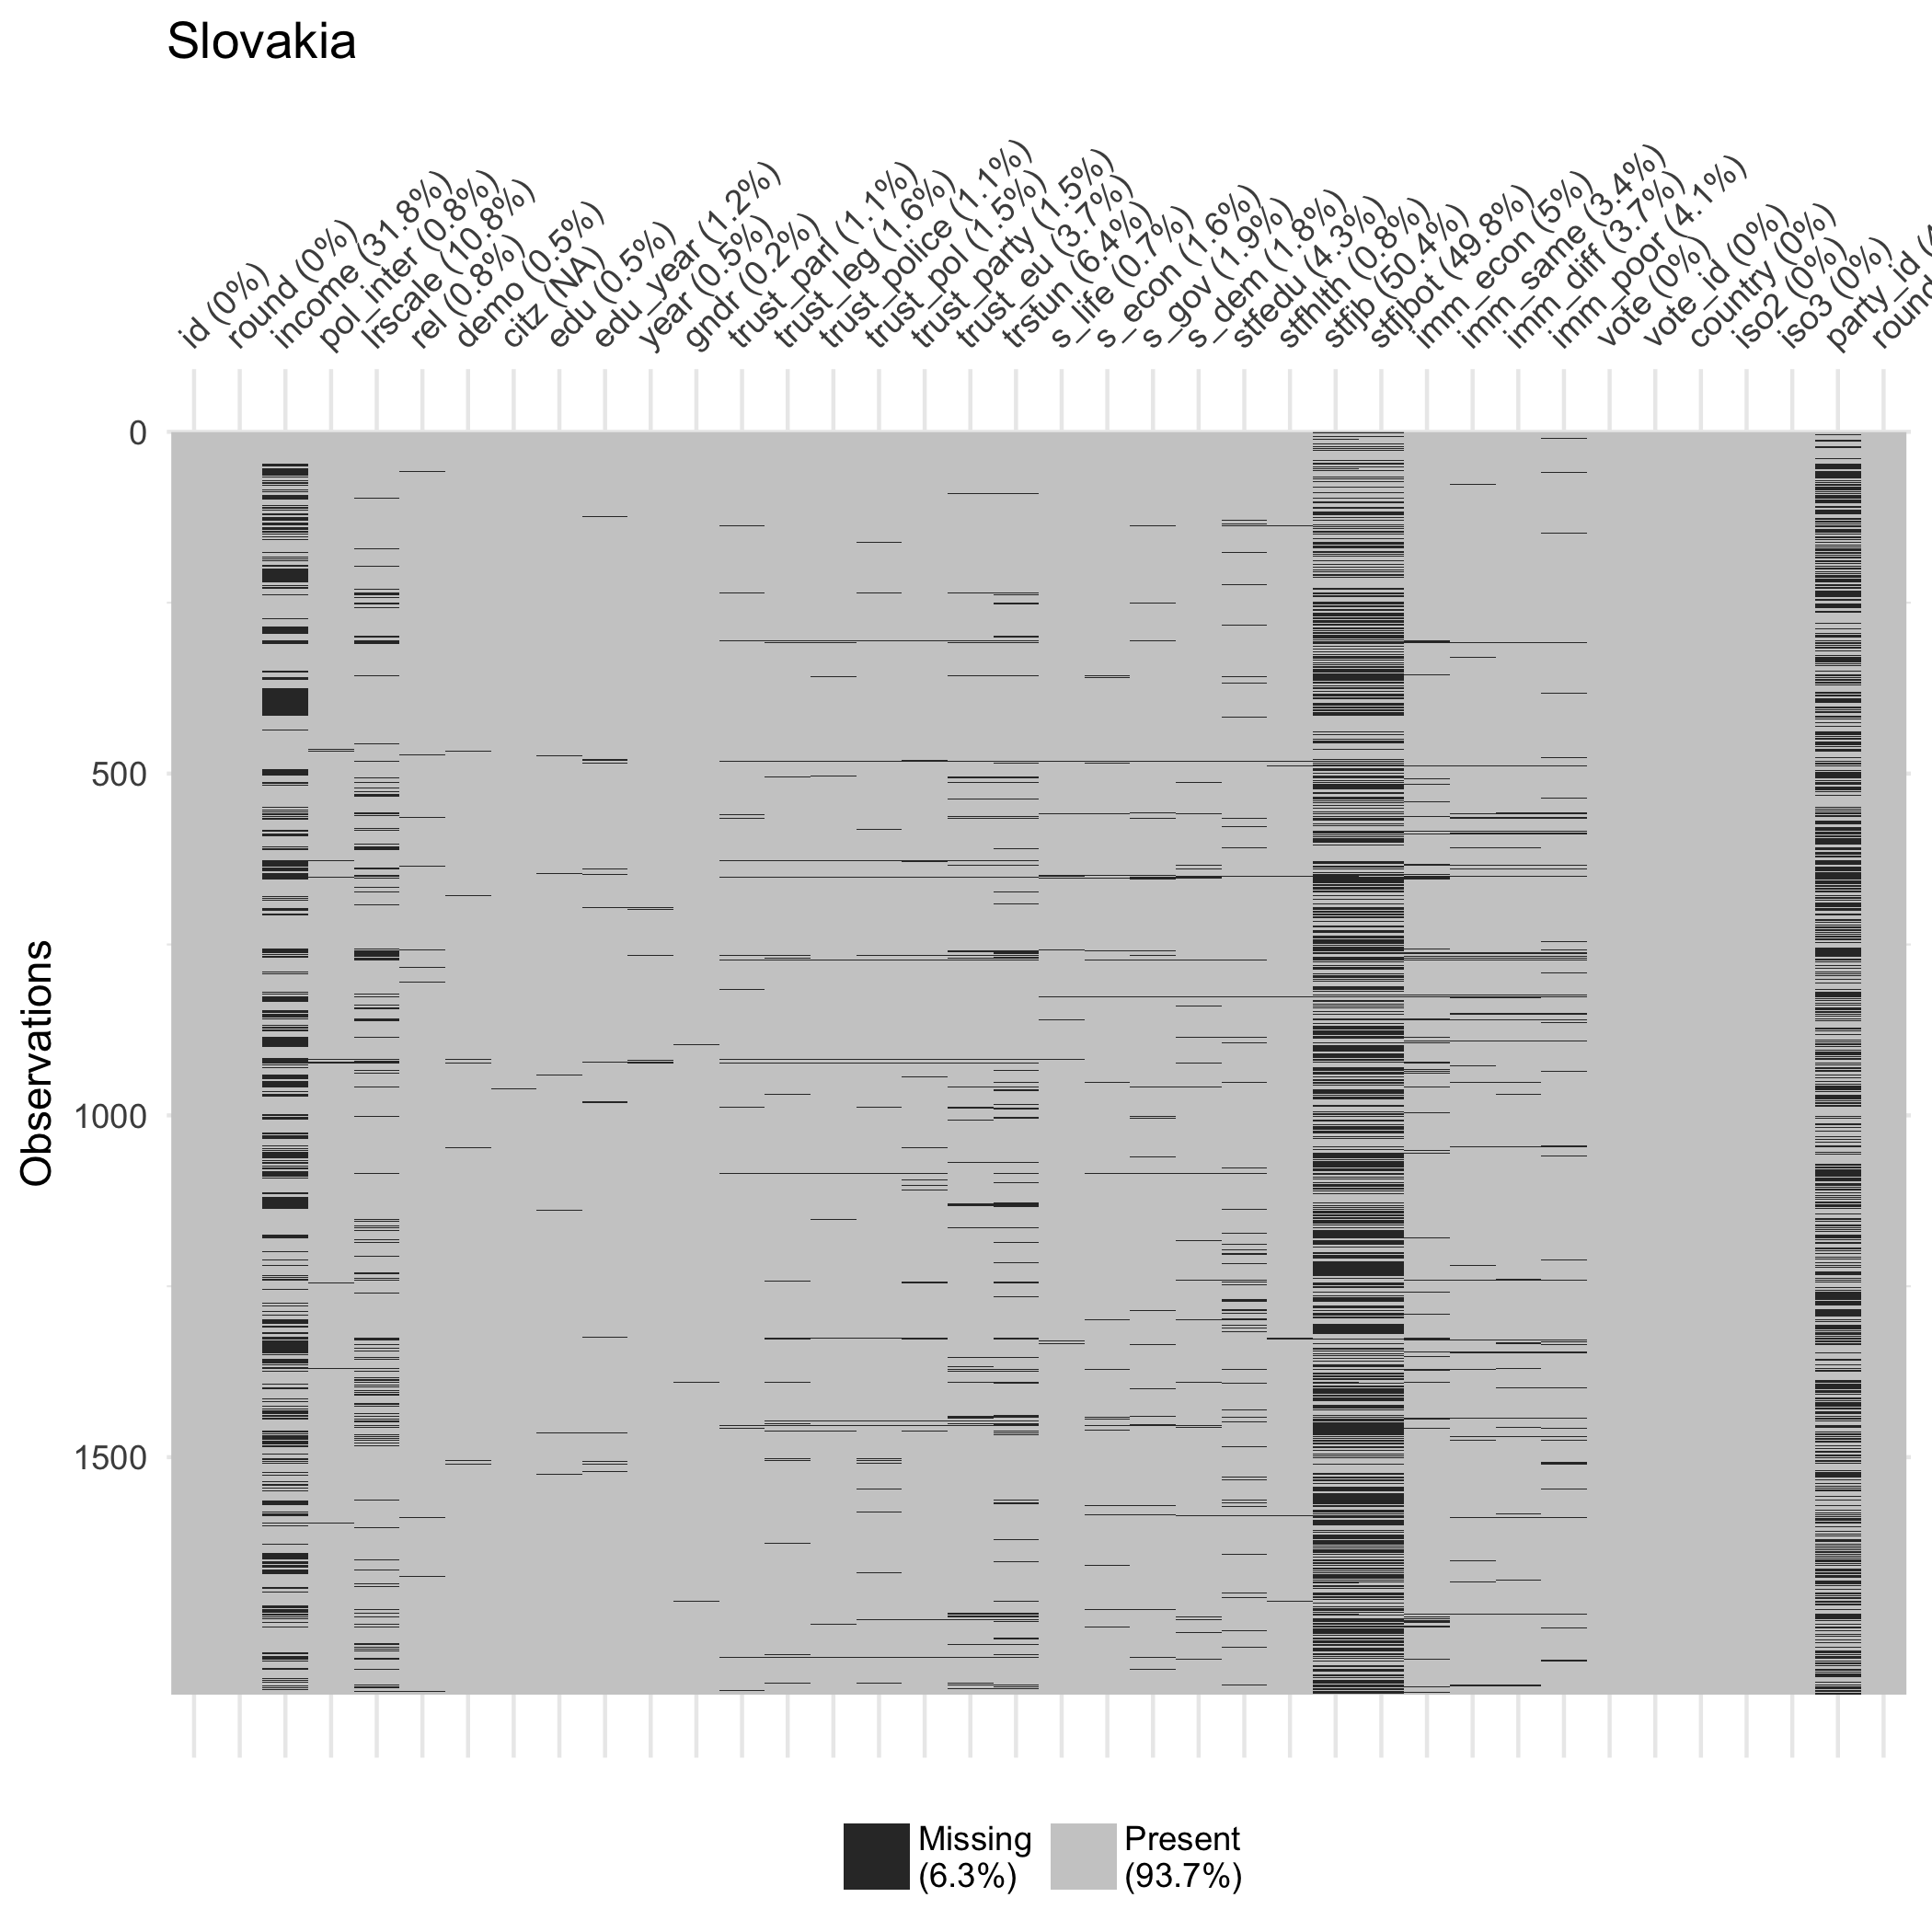 Slovakia
id (0%)
round (0%)
income (31.8%)
pol_inter (0.8%)
lrscale (10.8%)
rel (0.8%)
demo (0.5%)
citz (NA)
edu (0.5%)
edu_year (1.2%)
year (0.5%)
gndr (0.2%)
trust_parl (1.1%)
trust_leg (1.6%)
trust_police (1.1%)
trust_pol (1.5%)
trust_party (1.5%)
trust_eu (3.7%)
trstun (6.4%)
s_life (0.7%)
s_econ (1.6%)
s_gov (1.9%)
s_dem (1.8%)
stfedu (4.3%)
stfhlth (0.8%)
stfjb (50.4%)
stfjbot (49.8%)
imm_econ (5%)
imm_same (3.4%)
imm_diff (3.7%)
imm_poor (4.1%)
vote (0%)
vote_id (0%)
country (0%)
iso2 (0%)
iso3 (0%)
party_id (4
round
0
500
1000
1500
Observations
Missing
(6.3%)
Present
(93.7%)